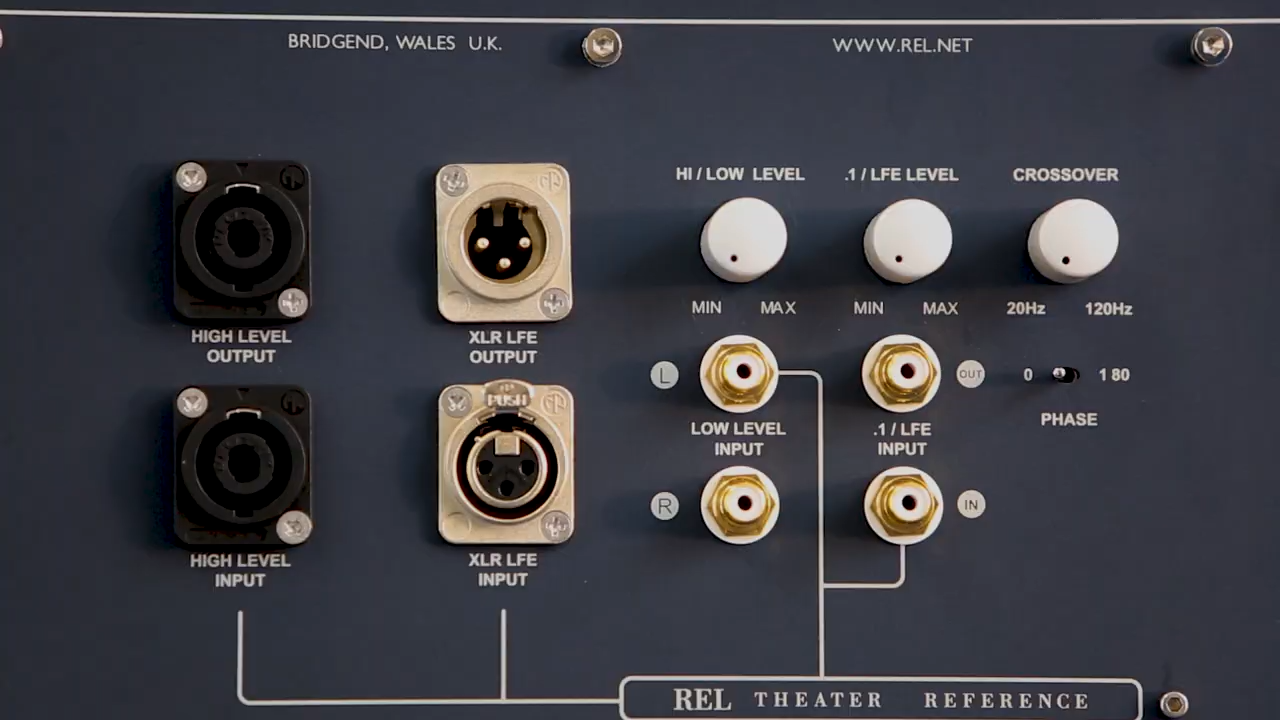 BRIDGEND, WALES U.K.
WWW.REL.NET
HI / LOW LEVEL
.1 / LFE LEVEL
CROSSOVER
MIN MAX
MIN MAX
20Hz 120Hz
HIGH LEVEL
OUTPUT
XLR LFE
OUTPUT
L
OUT
0 180
PHASE
PUSH
LOW LEVEL
INPUT
.1 / LFE
INPUT
R
IN
HIGH LEVEL
INPUT
XLR LFE
INPUT
REL THEATER REFERENCE